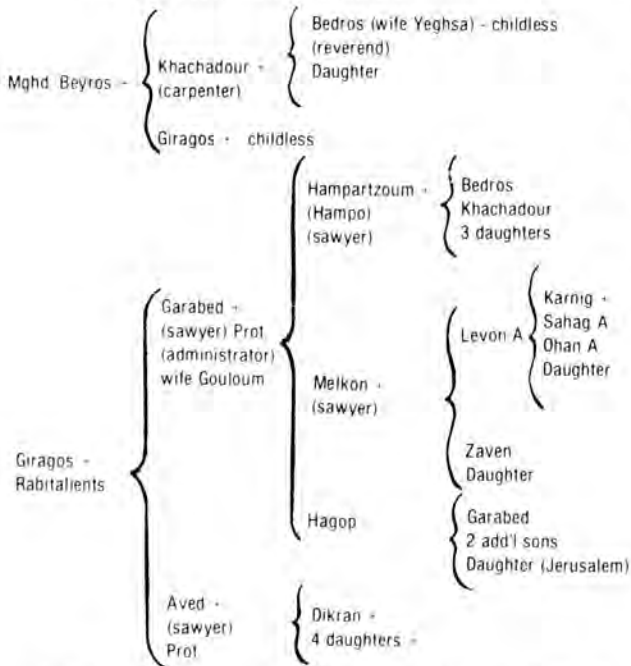 Bedros (wife Yeghsa) - childless
(reverend)
Daughter
Khachadour -
(carpenter)
Mghd Beyros -
Giragos - childless
Hampartzoum -
(Hampo)
(sawyer)
Bedros
Khachadour
3 daughters
Garabed -
(sawyer) Prot
(administrator)
wife Gouloum
Melkon -
(sawyer)
Levon A
Karnig -
Sahag A
Ohan A
Daughter
Zaven
Daughter
Giragos -
Rabitalients
Hagop
Garabed
2 add'l sons
Daughter (Jerusalem)
Aved -
(sawyer)
Prot
Dikran -
4 daughters -